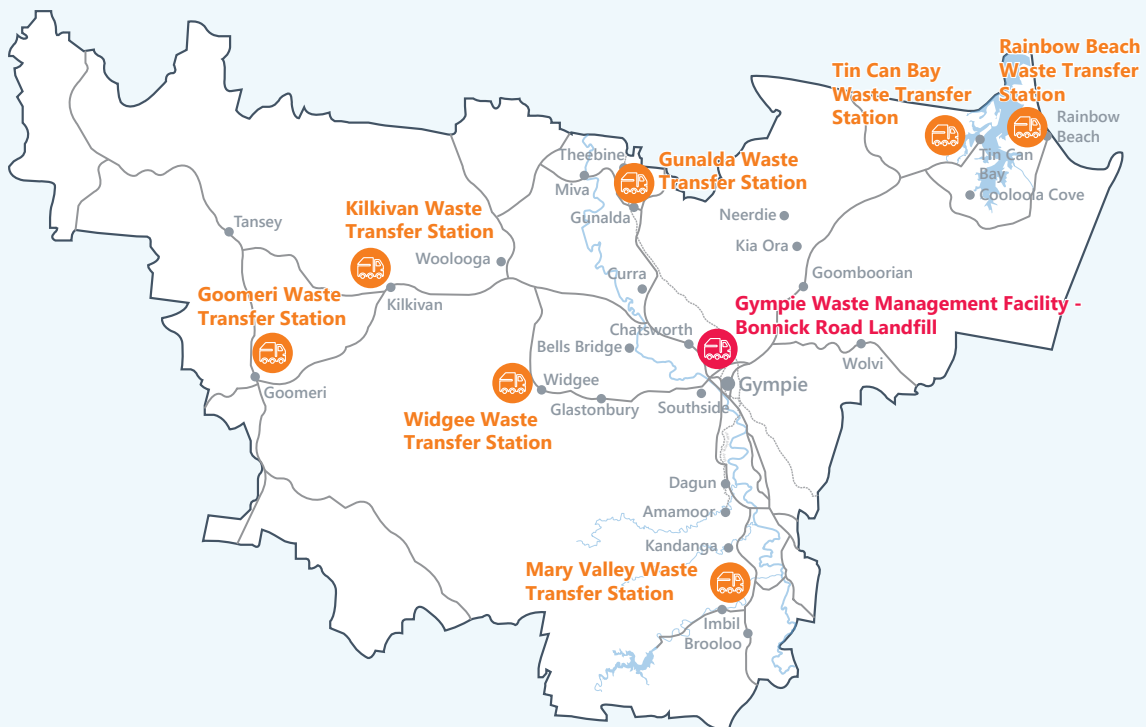 Rainbow Beach
Waste Transfer
Station
Tin Can Bay
Waste Transfer
Station
Rainbow
Beach
Tin Can
Bay
Cooloola Cove
Theebine
Miva
Gunalda Waste
Transfer Station
Gunalda
Neerdie
Kia Ora
Tansey
Kilkivan Waste
Transfer Station
Woolooga
Kilkivan
Curra
Goomboorian
Goomeri Waste
Transfer Station
Goomeri
Gympie Waste Management Facility -
Bonnick Road Landfill
Chatsworth
Bells Bridge
Wolvi
Widgee
Glastonbury
Southside
Gympie
Widgee Waste
Transfer Station
Dagun
Amamoor
Kandanga
Mary Valley Waste
Transfer Station
Imbil
Brooloo